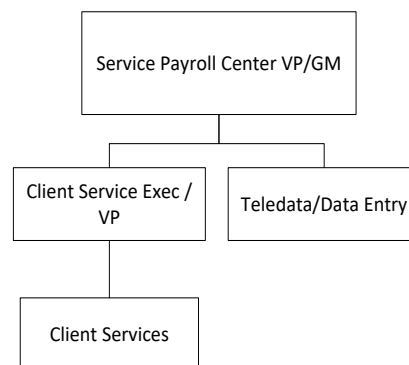 Service Payroll Center VP/GM
Client Service Exec /
VP
Teledata/Data Entry
Client Services